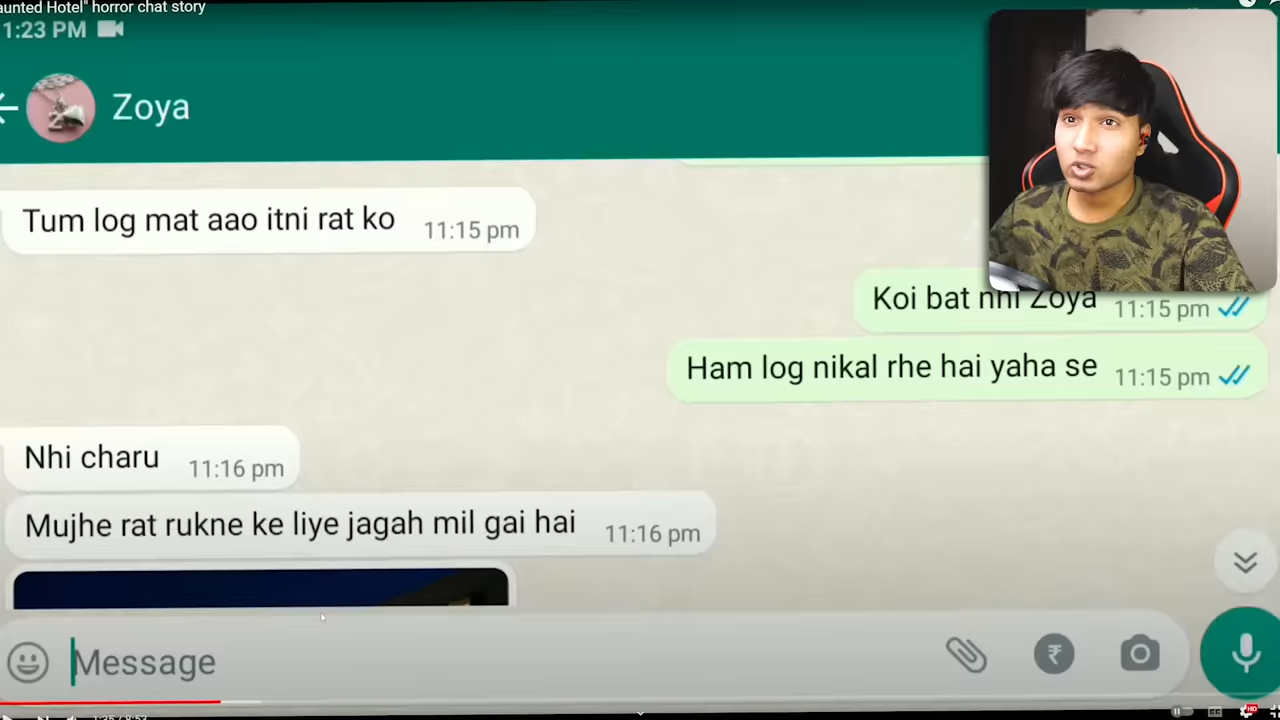 aunted Hotel" horror chat story
1:23 PM
Zoya
Tum log mat aao itni rat ko 11:15 pm
Koi bat nhi Zoya 11:15 pm
Ham log nikal rhe hai yaha se 11:15 pm
Nhi charu 11:16 pm
Mujhe rat rukne ke liye jagah mil gai hai 11:16 pm
₹
Message
HD